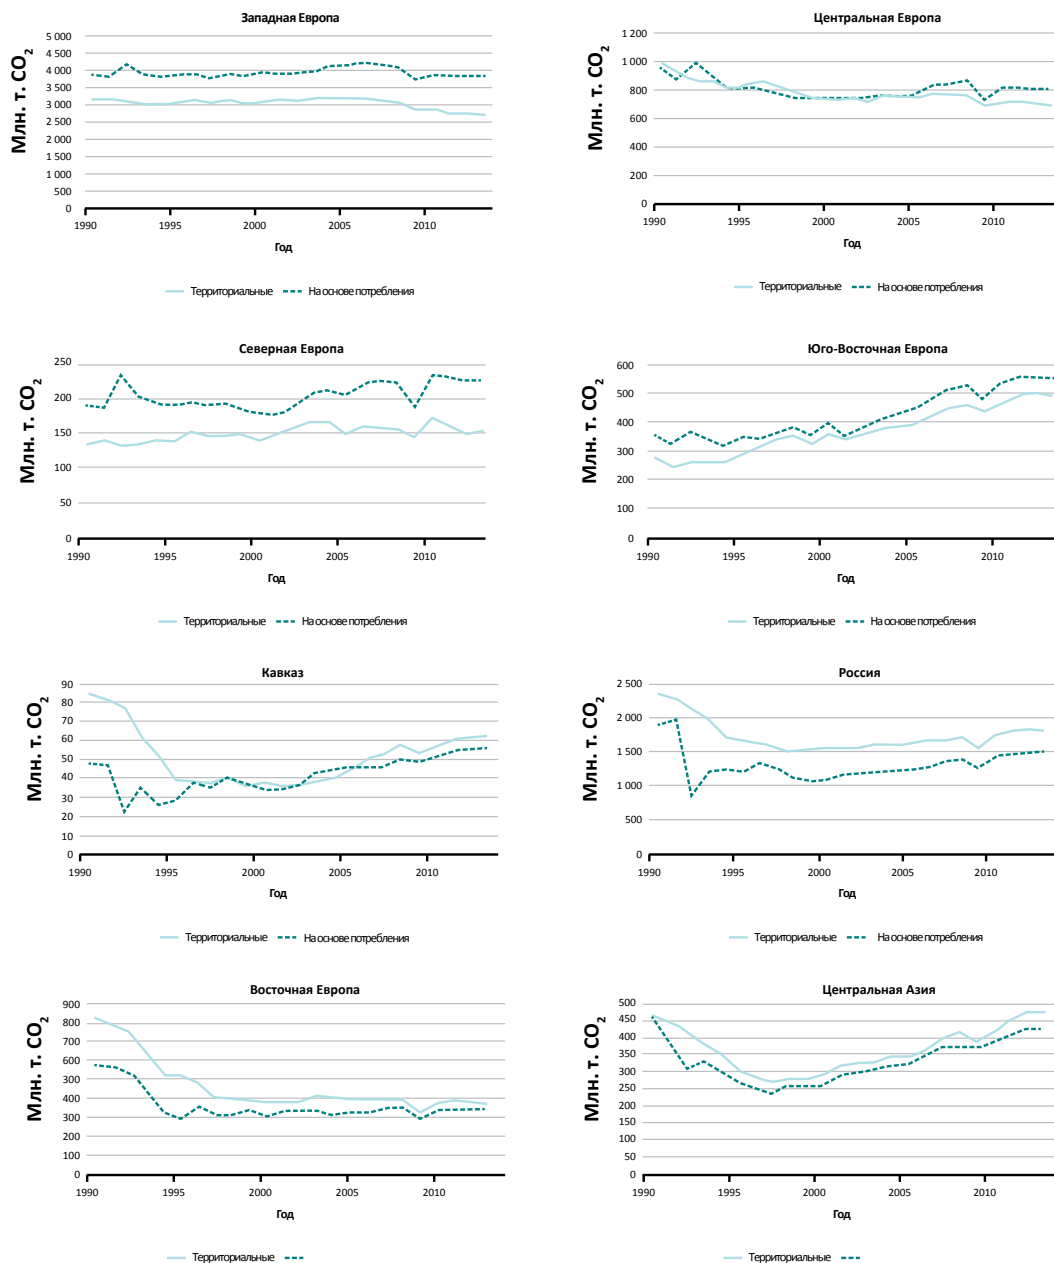 Западная Европа
Млн. т. CO2
5 000
4 500
4 000
3 500
3 000
2 500
2 000
1 500
1 000
500
0
1990 1995 2000 2005 2010
Год
Территориальные На основе потребления
Центральная Европа
Млн. т. CO2
1 200
1 000
800
600
400
200
0
1990 1995 2000 2005 2010
Год
Территориальные На основе потребления
Северная Европа
Млн. т. CO2
250
200
150
100
50
0
1990 1995 2000 2005 2010
Год
Территориальные На основе потребления
Юго-Восточная Европа
Млн. т. CO2
600
500
400
300
200
100
0
1990 1995 2000 2005 2010
Год
Территориальные На основе потребления
Кавказ
Млн. т. CO2
90
80
70
60
50
40
30
20
10
0
1990 1995 2000 2005 2010
Год
Территориальные На основе потребления
Россия
Млн. т. CO2
2 500
2 000
1 500
1 000
500
0
1990 1995 2000 2005 2010
Год
Территориальные На основе потребления
Восточная Европа
Млн. т. CO2
900
800
700
600
500
400
300
200
100
0
1990 1995 2000 2005 2010
Год
Территориальные
Центральная Азия
Млн. т. CO2
500
450
400
350
300
250
200
150
100
50
0
1990 1995 2000 2005 2010
Год
Территориальные